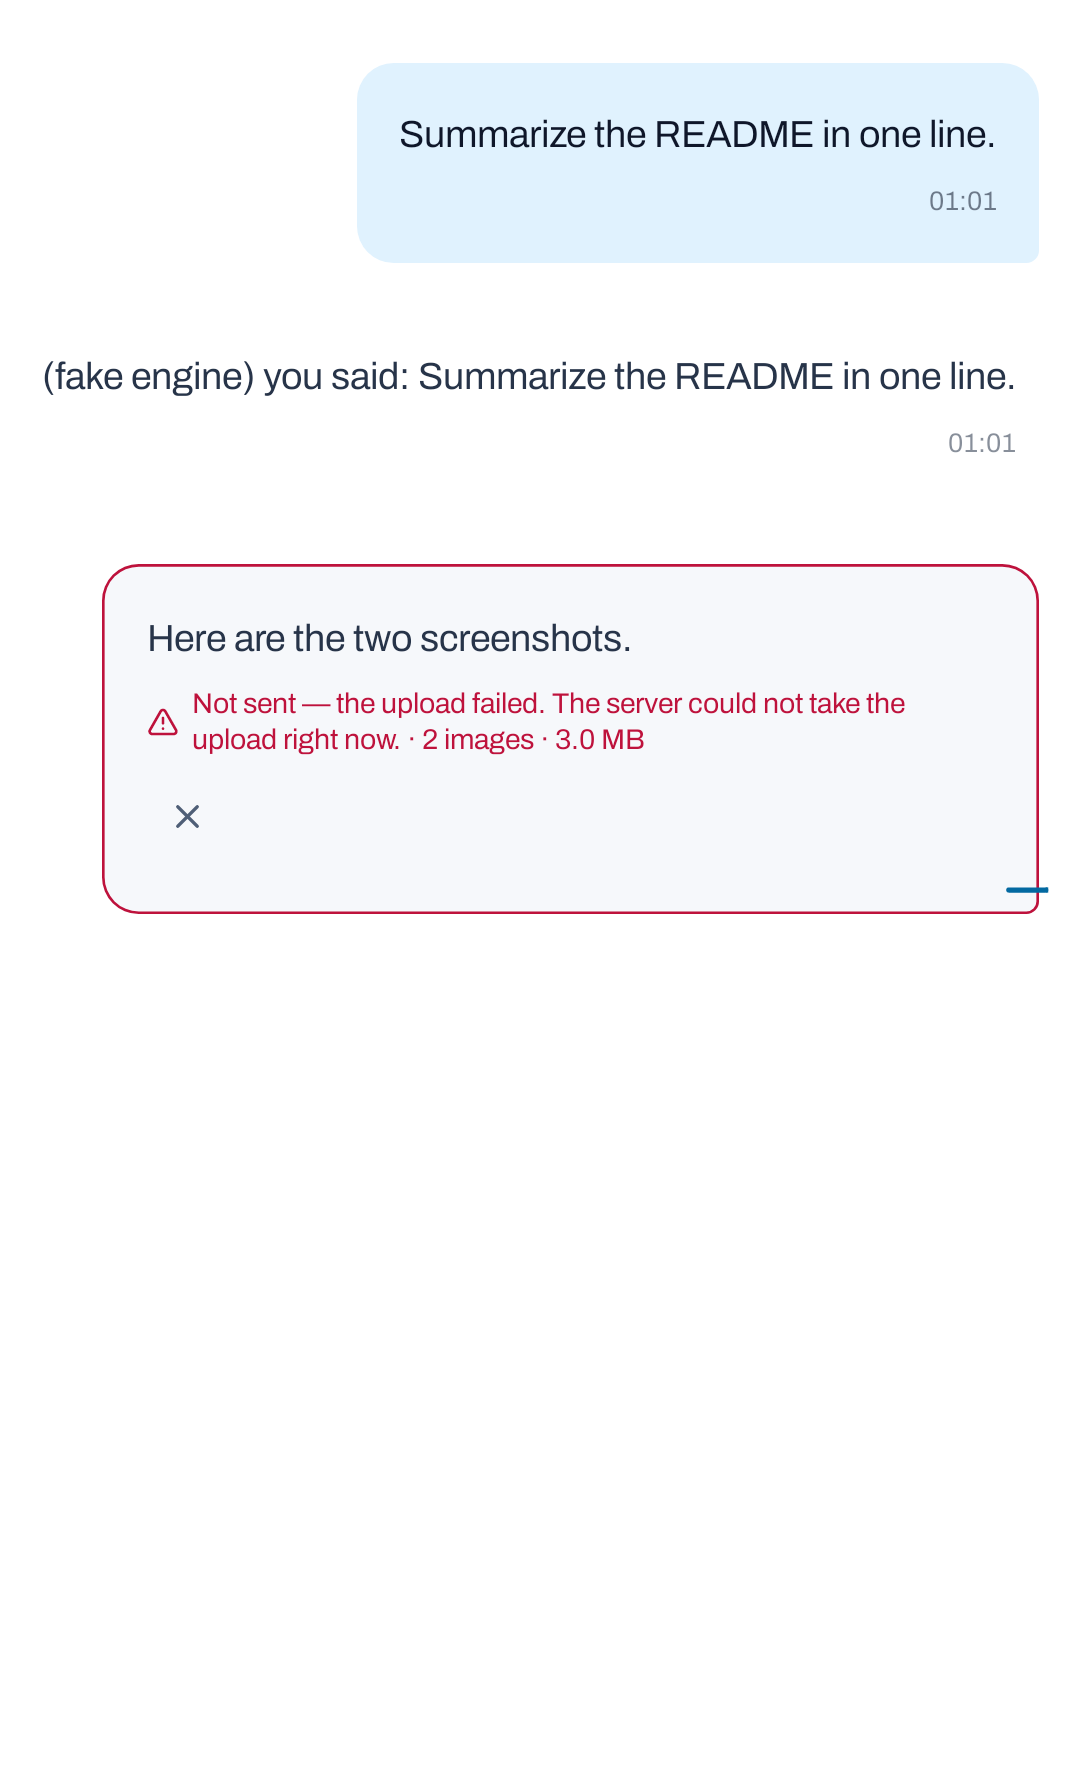 Summarize the README in one line.
01:01
(fake engine) you said: Summarize the README in one line.
01:01
Here are the two screenshots.
Not sent — the upload failed. The server could not take the
upload right now. · 2 images · 3.0 MB